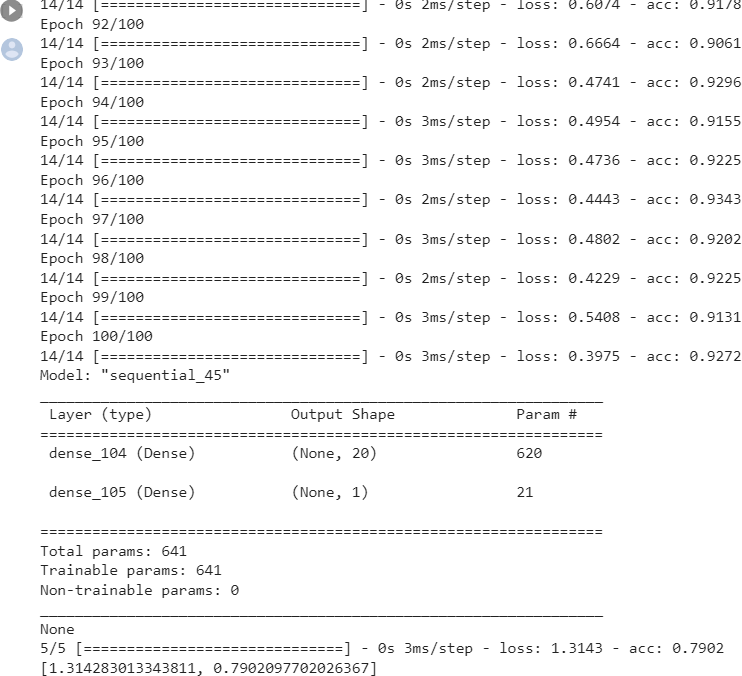 14/14 [==============================] - 0s 2ms/step - loss: 0.6074 - acc: 0.9178
Epoch 92/100
14/14 [==============================] - 0s 2ms/step - loss: 0.6664 - acc: 0.9061
Epoch 93/100
14/14 [==============================] - 0s 2ms/step - loss: 0.4741 - acc: 0.9296
Epoch 94/100
14/14 [==============================] - 0s 3ms/step - loss: 0.4954 - acc: 0.9155
Epoch 95/100
14/14 [==============================] - 0s 3ms/step - loss: 0.4736 - acc: 0.9225
Epoch 96/100
14/14 [==============================] - 0s 2ms/step - loss: 0.4443 - acc: 0.9343
Epoch 97/100
14/14 [==============================] - 0s 3ms/step - loss: 0.4802 - acc: 0.9202
Epoch 98/100
14/14 [==============================] - 0s 2ms/step - loss: 0.4229 - acc: 0.9225
Epoch 99/100
14/14 [==============================] - 0s 3ms/step - loss: 0.5408 - acc: 0.9131
Epoch 100/100
14/14 [==============================] - 0s 3ms/step - loss: 0.3975 - acc: 0.9272
Model: "sequential_45"
_________________________________________________________________
Layer (type) Output Shape Param #
=================================================================
dense_104 (Dense) (None, 20) 620
dense_105 (Dense) (None, 1) 21
=================================================================
Total params: 641
Trainable params: 641
Non-trainable params: 0
_________________________________________________________________
None
5/5 [==============================] - 0s 3ms/step - loss: 1.3143 - acc: 0.7902
[1.314283013343811, 0.7902097702026367]